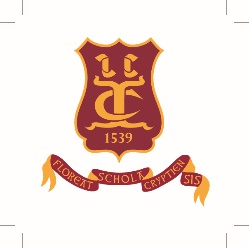 1539
FLOREAT SCHOLA CRYPTIEN SIS